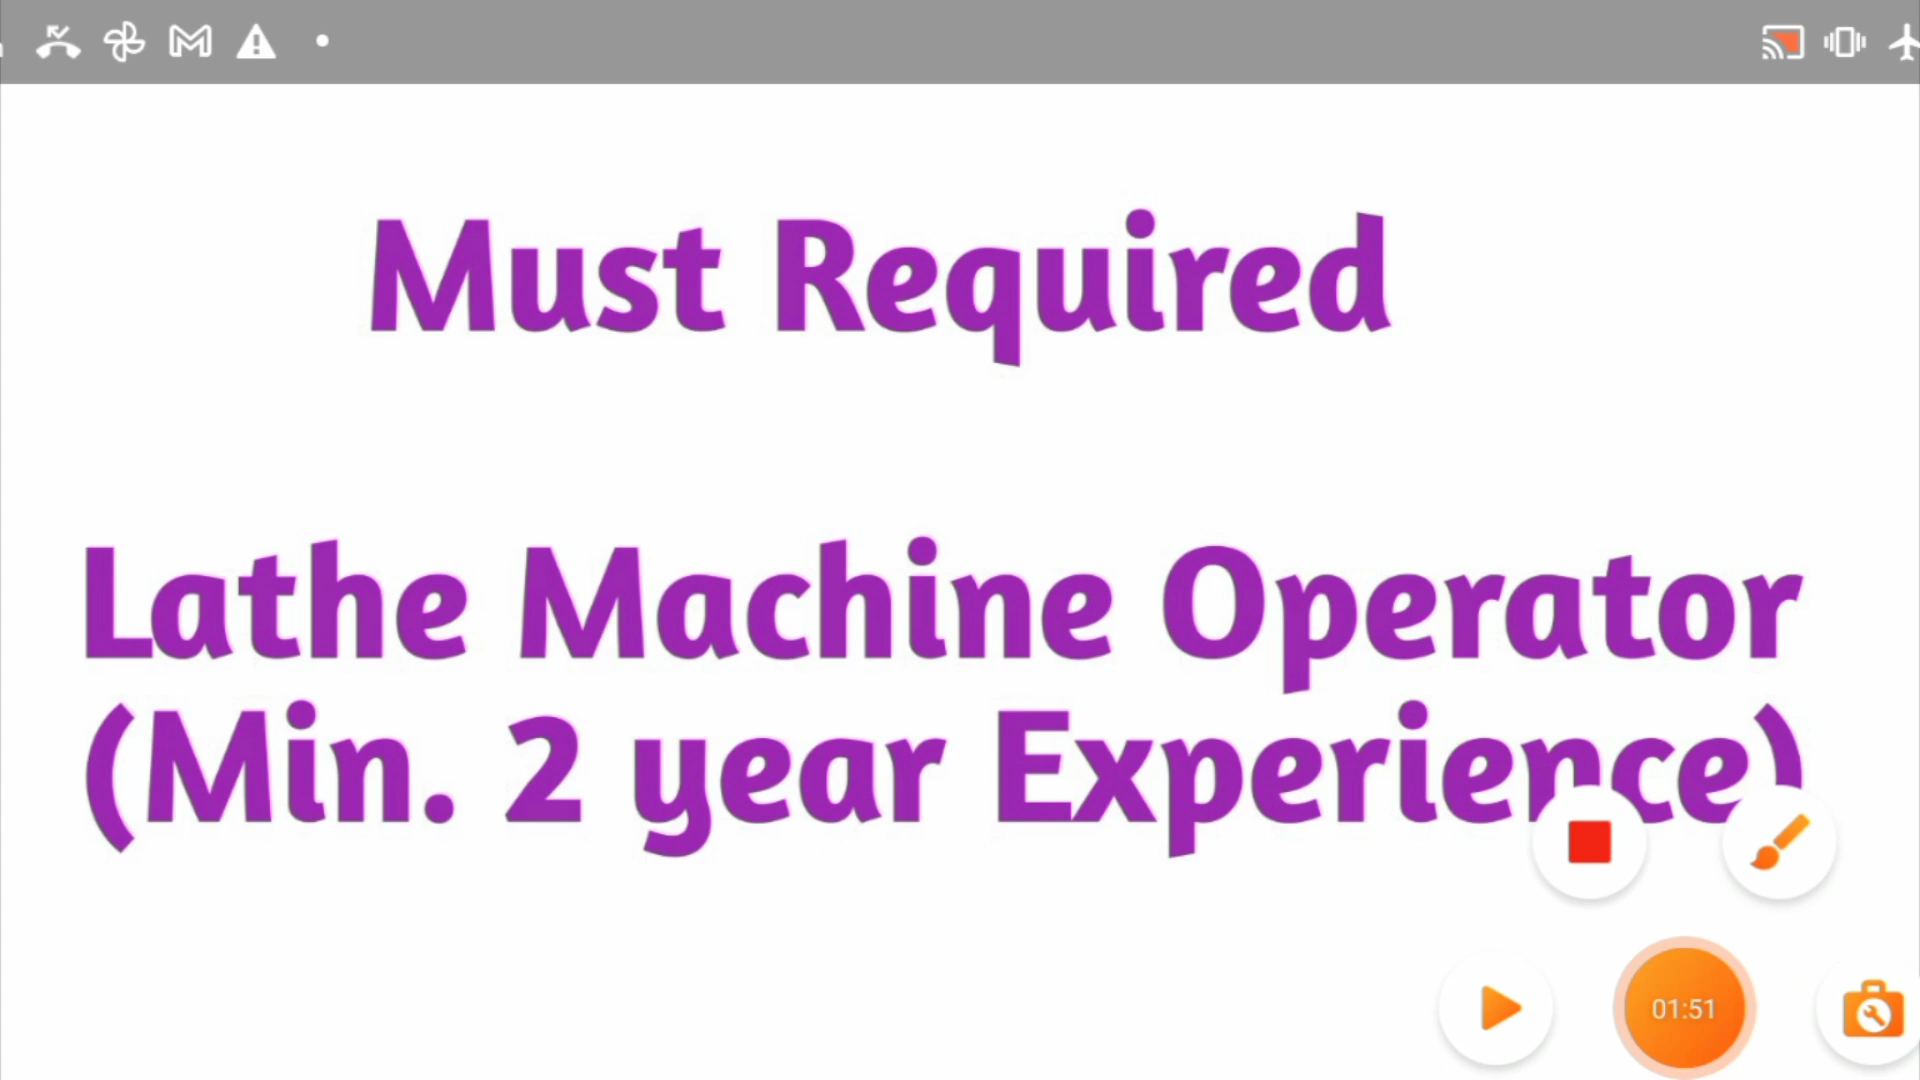 Must Required
Lathe Machine Operator
(Min. 2 year Experience)
01:51